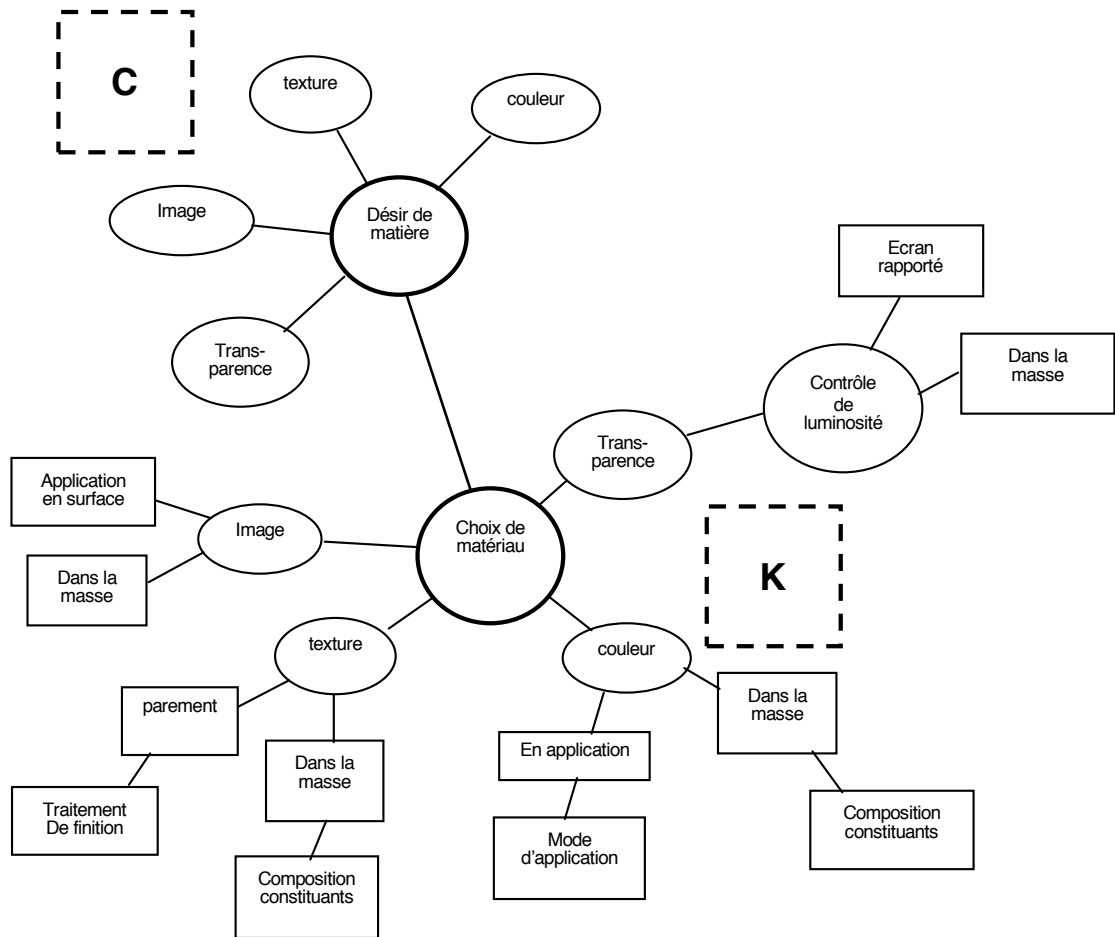 C
texture
couleur
Image
Désir de
matière
Trans-
parence
Ecran
rapporté
Dans la
masse
Contrôle
de
luminosité
Trans-
parence
Application
en surface
Image
Dans la
masse
Choix de
matériau
K
texture
couleur
parement
Dans la
masse
En application
Dans la
masse
Traitement
De finition
Composition
constituants
Mode
d'application
Composition
constituants